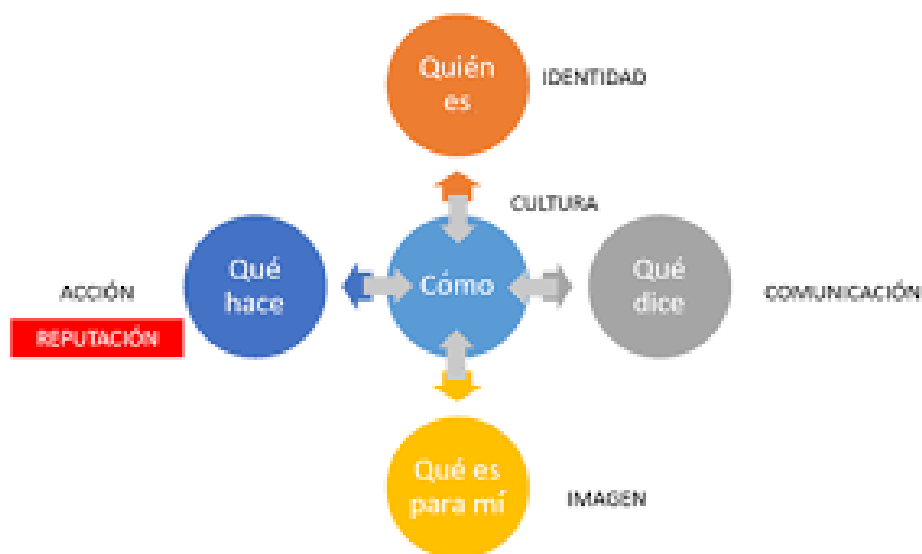 Quién
es
IDENTIDAD
CULTURA
Qué
hace
Cómo
Qué
dice
ACCIÓN
REPUTACIÓN
COMUNICACIÓN
Qué es
para mí
IMAGEN